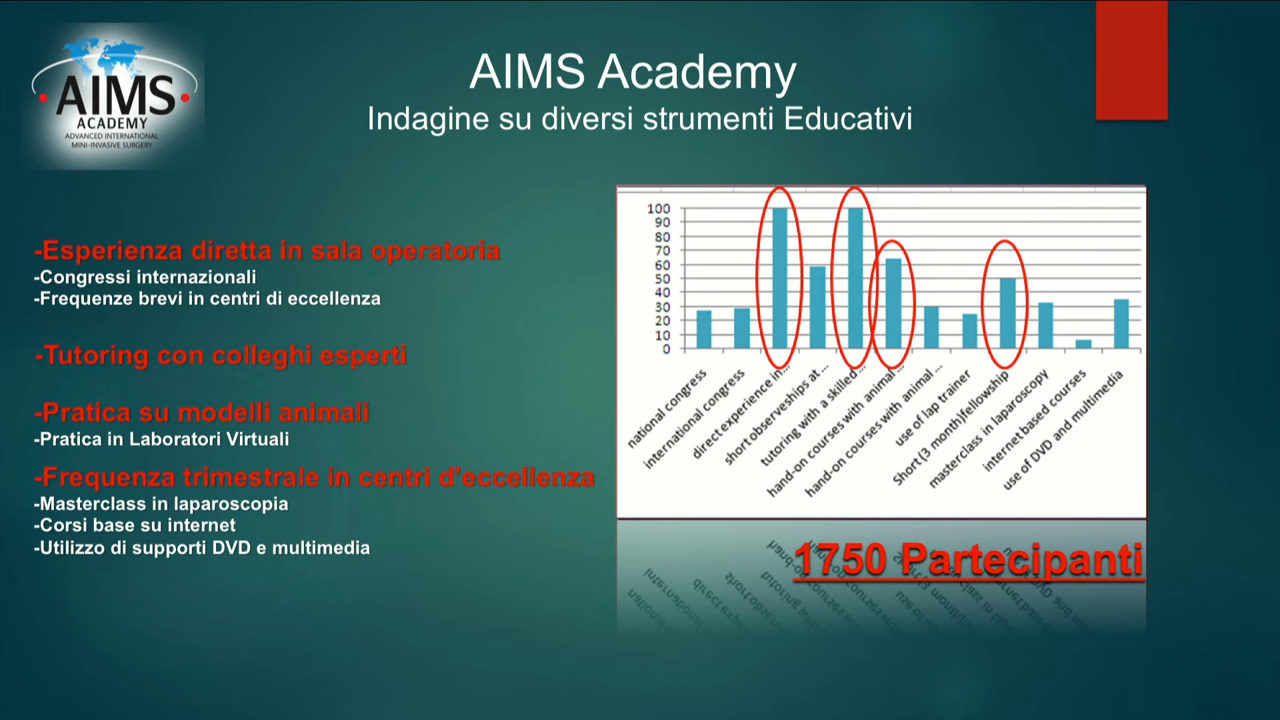 AIMS
ACADEMY
ADVANCED INTERNATIONAL
MINI-INVASIVE SURGERY
AIMS Academy
Indagine su diversi strumenti Educativi
-Esperienza diretta in sala operatoria
-Congressi internazionali
-Frequenze brevi in centri di eccellenza
-Tutoring con colleghi esperti
-Pratica su modelli animali
-Pratica in Laboratori Virtuali
-Frequenza trimestrale in centri d'eccellenza
-Masterclass in laparoscopia
-Corsi base su internet
-Utilizzo di supporti DVD e multimedia
100
90
80
70
60
50
40
30
20
10
0
national congress
international congress
direct experience in...
short observeships at...
tutoring with a skilled...
hand-on courses with animal...
hand-on courses with animal...
use of lap trainer
Short (3 month)fellowship
masterclass in laparoscopy
internet based courses
use of DVD and multimedia
1750 Partecipanti